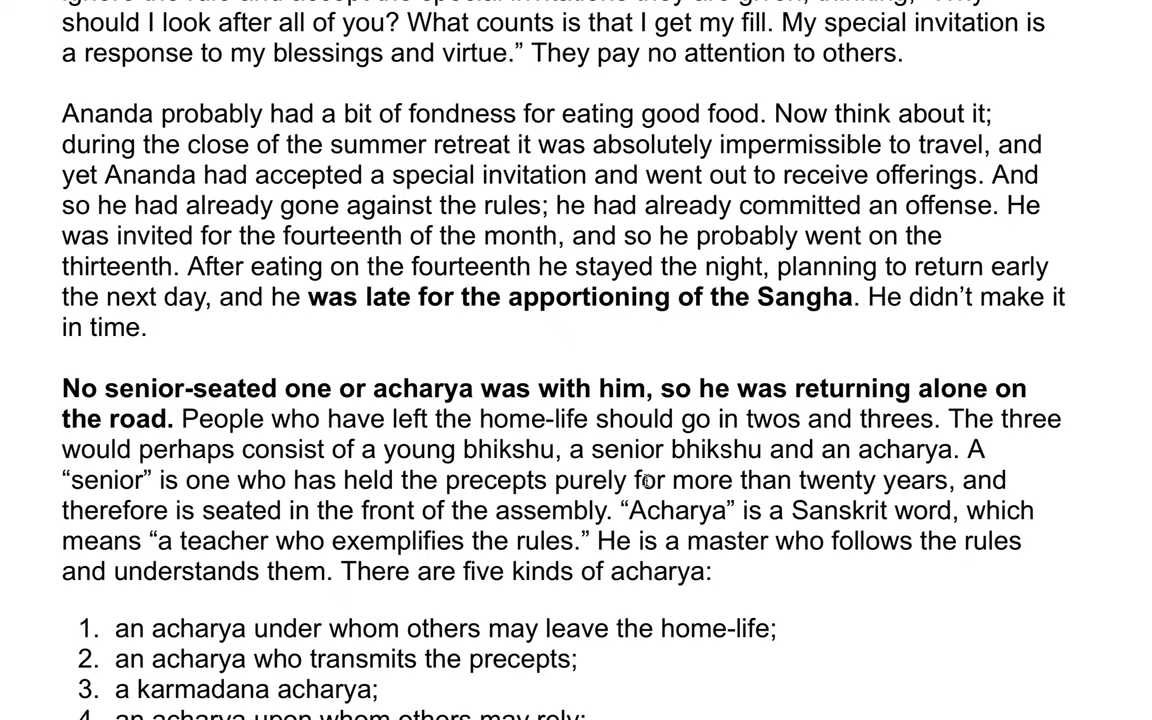 should I look after all of you? What counts is that I get my fill. My special invitation is
a response to my blessings and virtue.” They pay no attention to others.
Ananda probably had a bit of fondness for eating good food. Now think about it;
during the close of the summer retreat it was absolutely impermissible to travel, and
yet Ananda had accepted a special invitation and went out to receive offerings. And
so he had already gone against the rules; he had already committed an offense. He
was invited for the fourteenth of the month, and so he probably went on the
thirteenth. After eating on the fourteenth he stayed the night, planning to return early
the next day, and he was late for the apportioning of the Sangha. He didn’t make it
in time.
No senior-seated one or acharya was with him, so he was returning alone on
the road. People who have left the home-life should go in twos and threes. The three
would perhaps consist of a young bhikshu, a senior bhikshu and an acharya. A
“senior” is one who has held the precepts purely for more than twenty years, and
therefore is seated in the front of the assembly. “Acharya” is a Sanskrit word, which
means “a teacher who exemplifies the rules.” He is a master who follows the rules
and understands them. There are five kinds of acharya:
1. an acharya under whom others may leave the home-life;
2. an acharya who transmits the precepts;
3. a karmadana acharya;
4. an acharya upon whom others may rely;